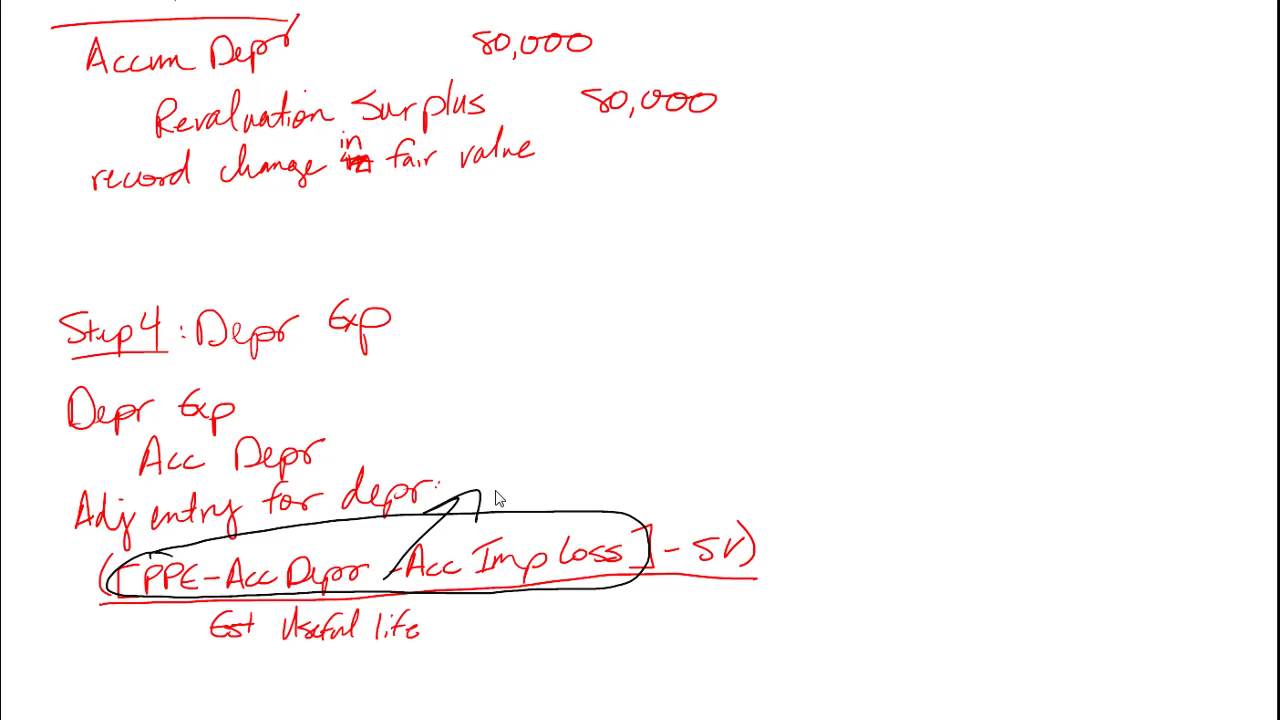 Accum Depr 80,000
Revaluation Surplus 80,000
record change in fair value
Step 4: Depr Exp
Depr Exp
Acc Depr
Adj entry for depr:
([PPE-Acc Depr -Acc Imp Loss] - SV)
Est Useful life